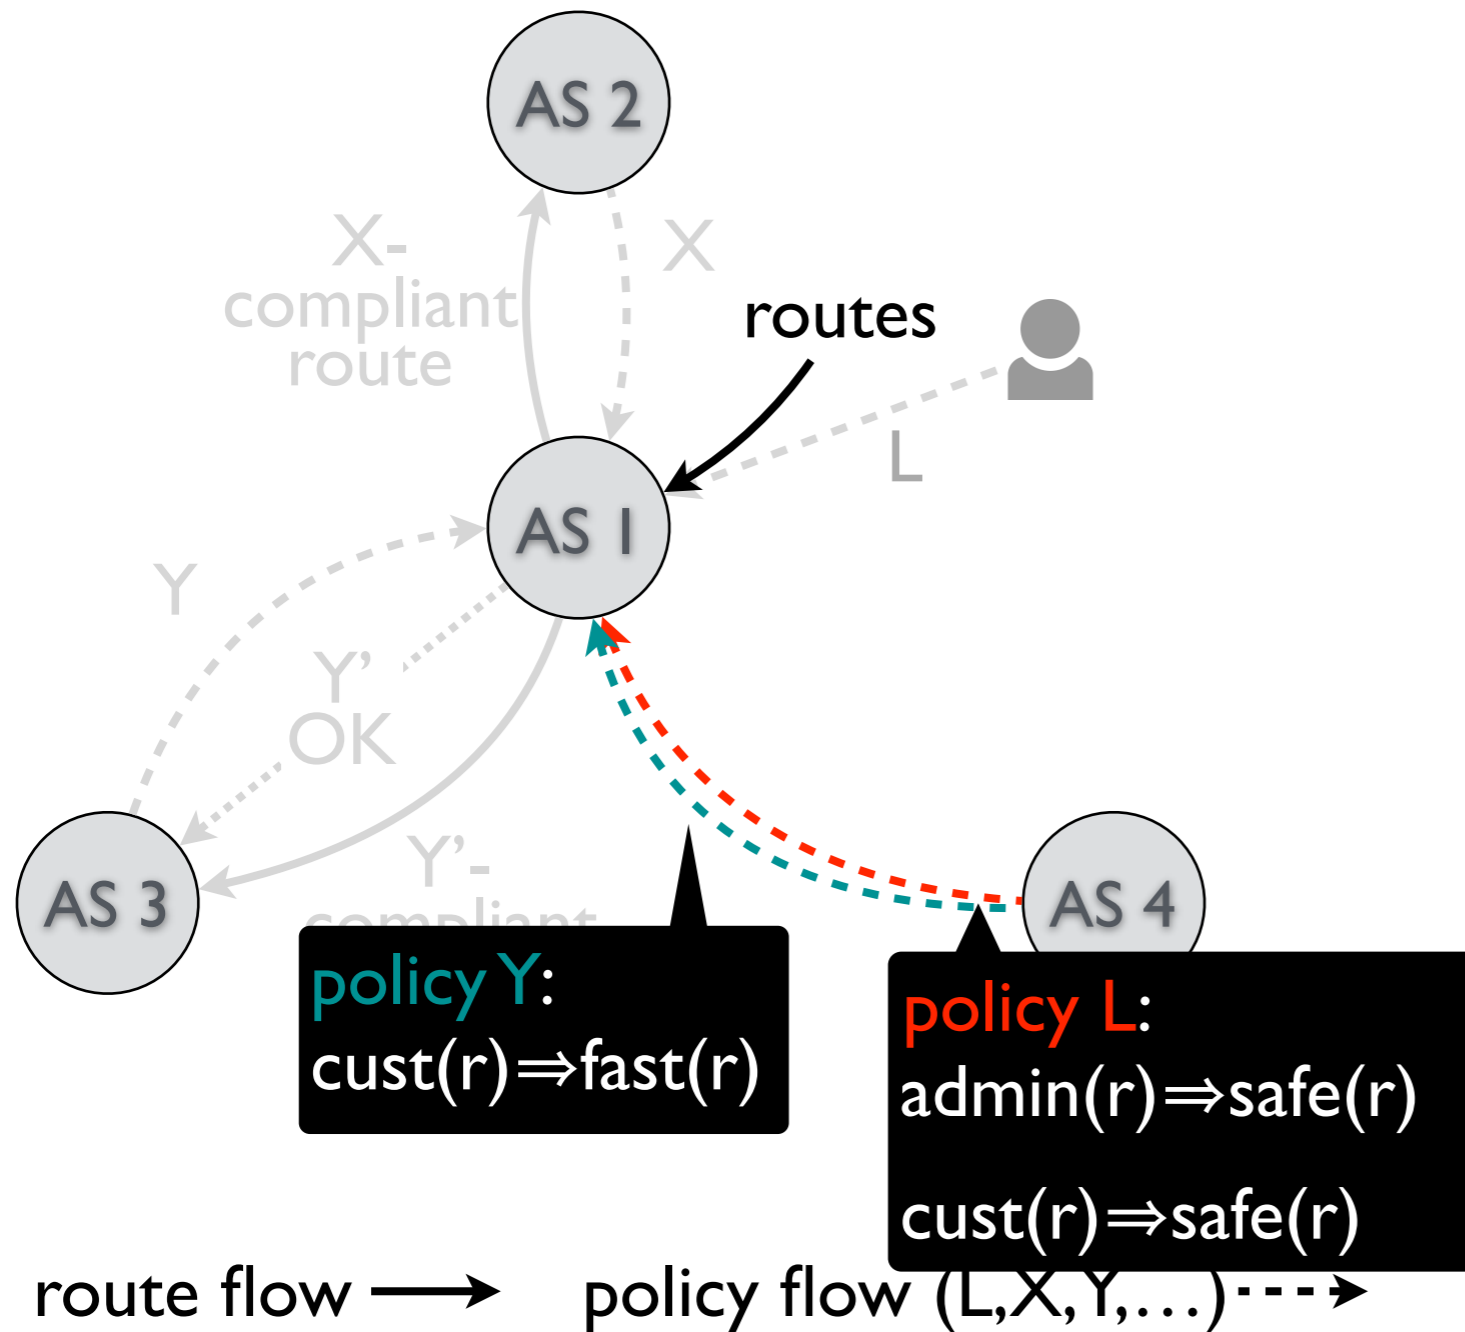 AS 2
X-
compliant
route
X
routes
L
AS 1
Y
Y'
OK
Y'-
compliant
AS 3
AS 4
policy Y:
cust(r)⇒fast(r)
policy L:
admin(r)⇒safe(r)
cust(r)⇒safe(r)
route flow
policy flow (L,X,Y,…)